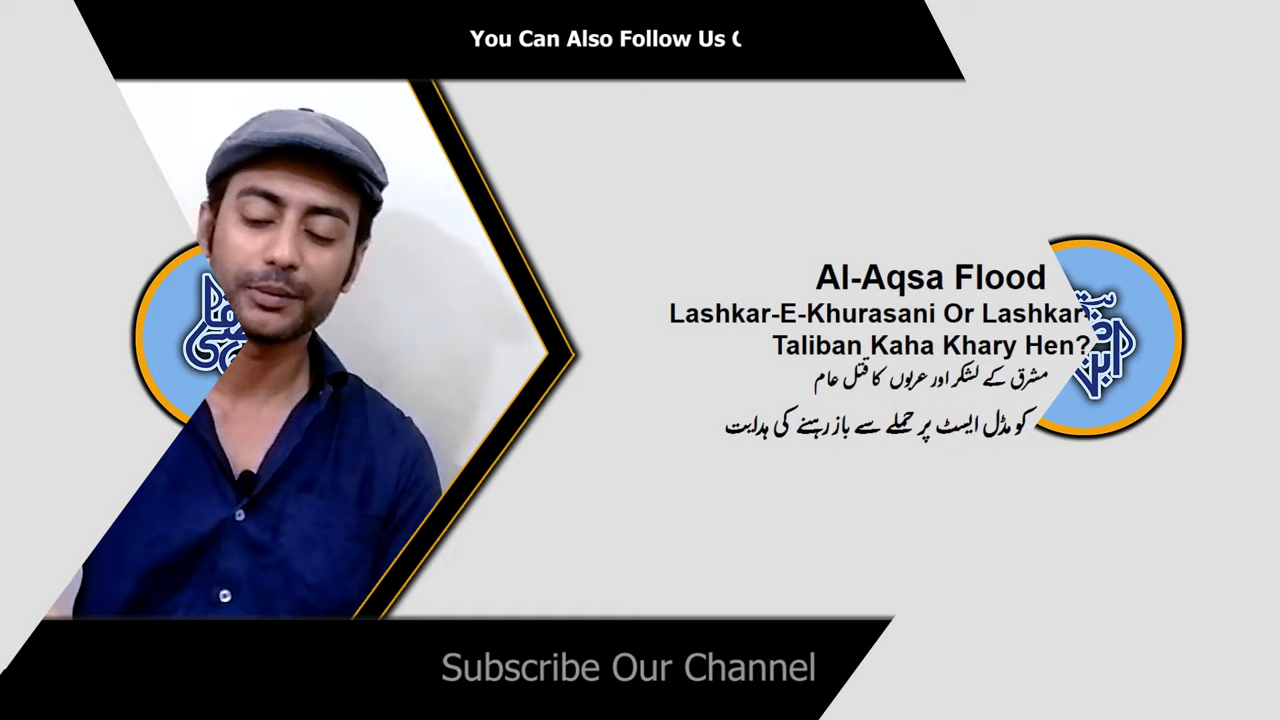 You Can Also Follow Us
Al-Aqsa Flood
Lashkar-E-Khurasani Or Lashkar
Taliban Kaha Khary Hen?
مشرق کے لشکر اور عربوں کا قتل عام
کو مڈل ایسٹ پر حملے سے باز رہنے کی ہدایت
Subscribe Our Channel